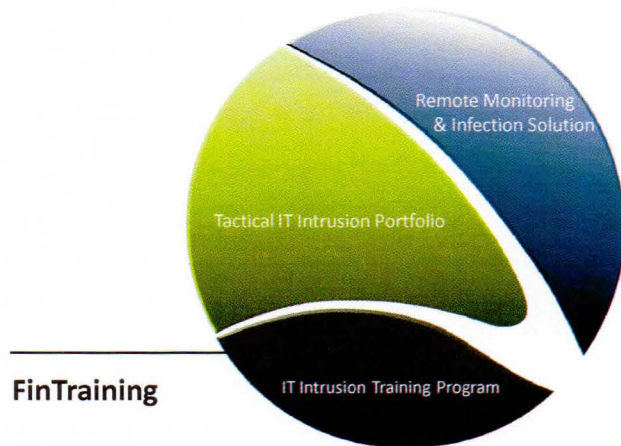 Remote Monitoring
& Infection Solution
Tactical IT Intrusion Portfolio
IT Intrusion Training Program
FinTraining